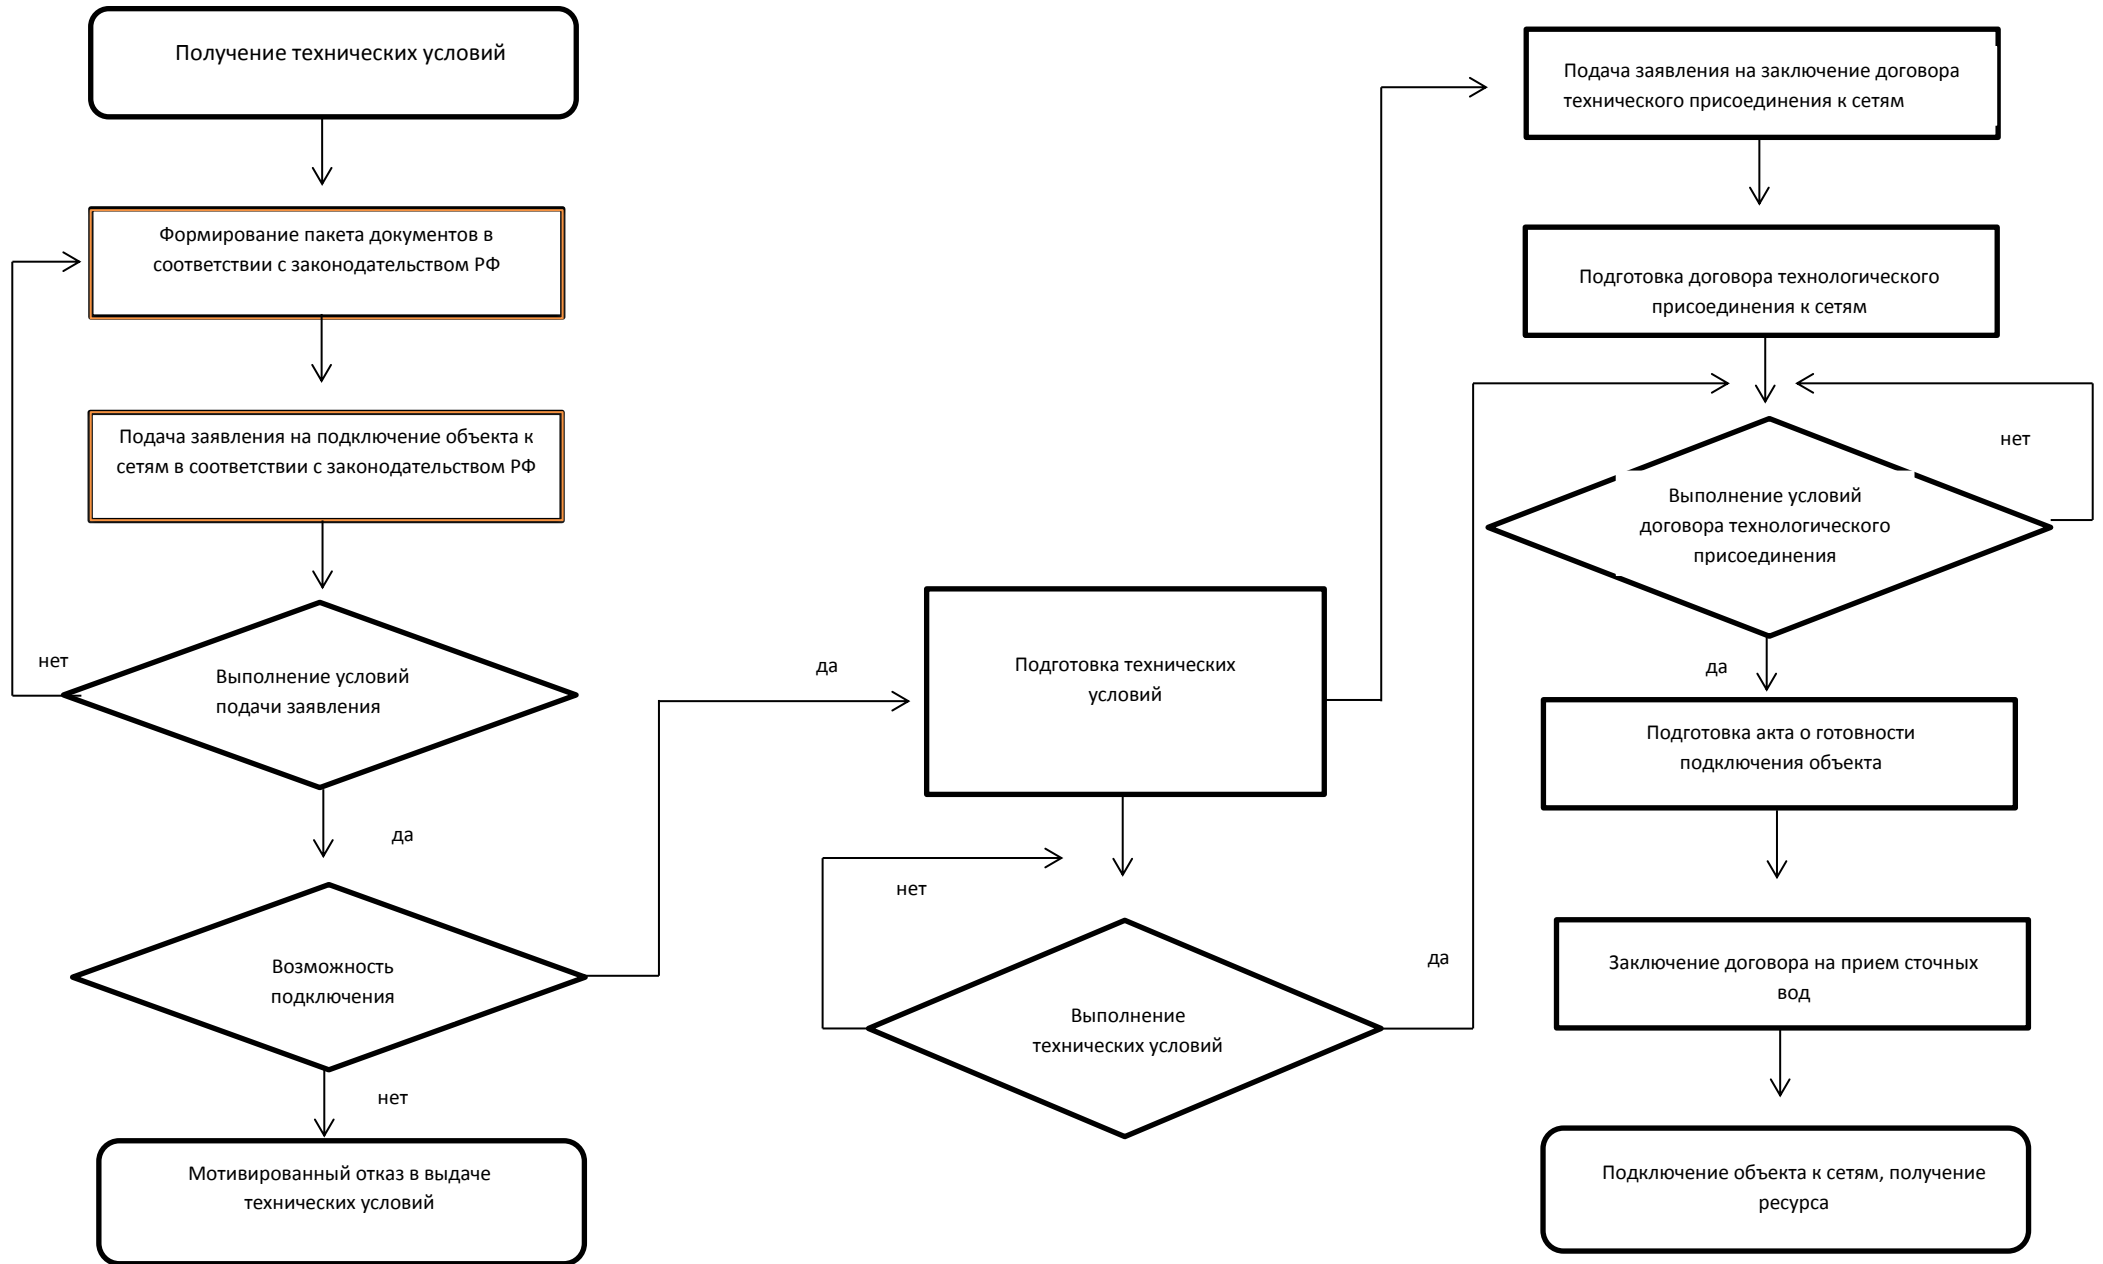 Получение технических условий
Формирование пакета документов в
соответствии с законодательством РФ
Подача заявления на подключение объекта к
сетям в соответствии с законодательством РФ
нет
Выполнение условий
подачи заявления
да
Возможность
подключения
нет
Мотивированный отказ в выдаче
технических условий
да
Подготовка технических
условий
нет
Выполнение
технических условий
да
Подача заявления на заключение договора
технического присоединения к сетям
Подготовка договора технологического
присоединения к сетям
нет
Выполнение условий
договора технологического
присоединения
да
Подготовка акта о готовности
подключения объекта
Заключение договора на прием сточных
вод
Подключение объекта к сетям, получение
ресурса